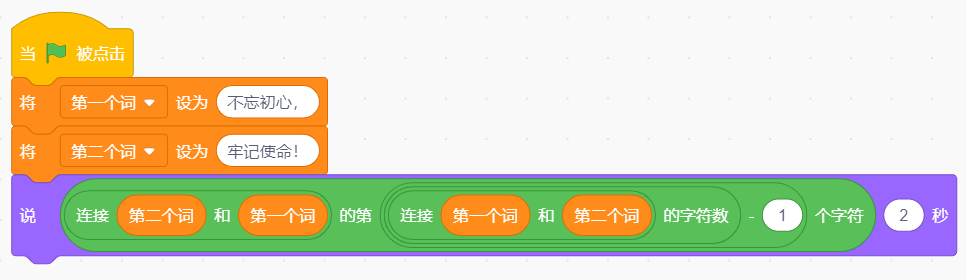 当 被点击
将 第一个词 设为 不忘初心，
将 第二个词 设为 牢记使命！
说 连接 第二个词 和 第一个词 的第 连接 第一个词 和 第二个词 的字符数 - 1 个字符 2 秒